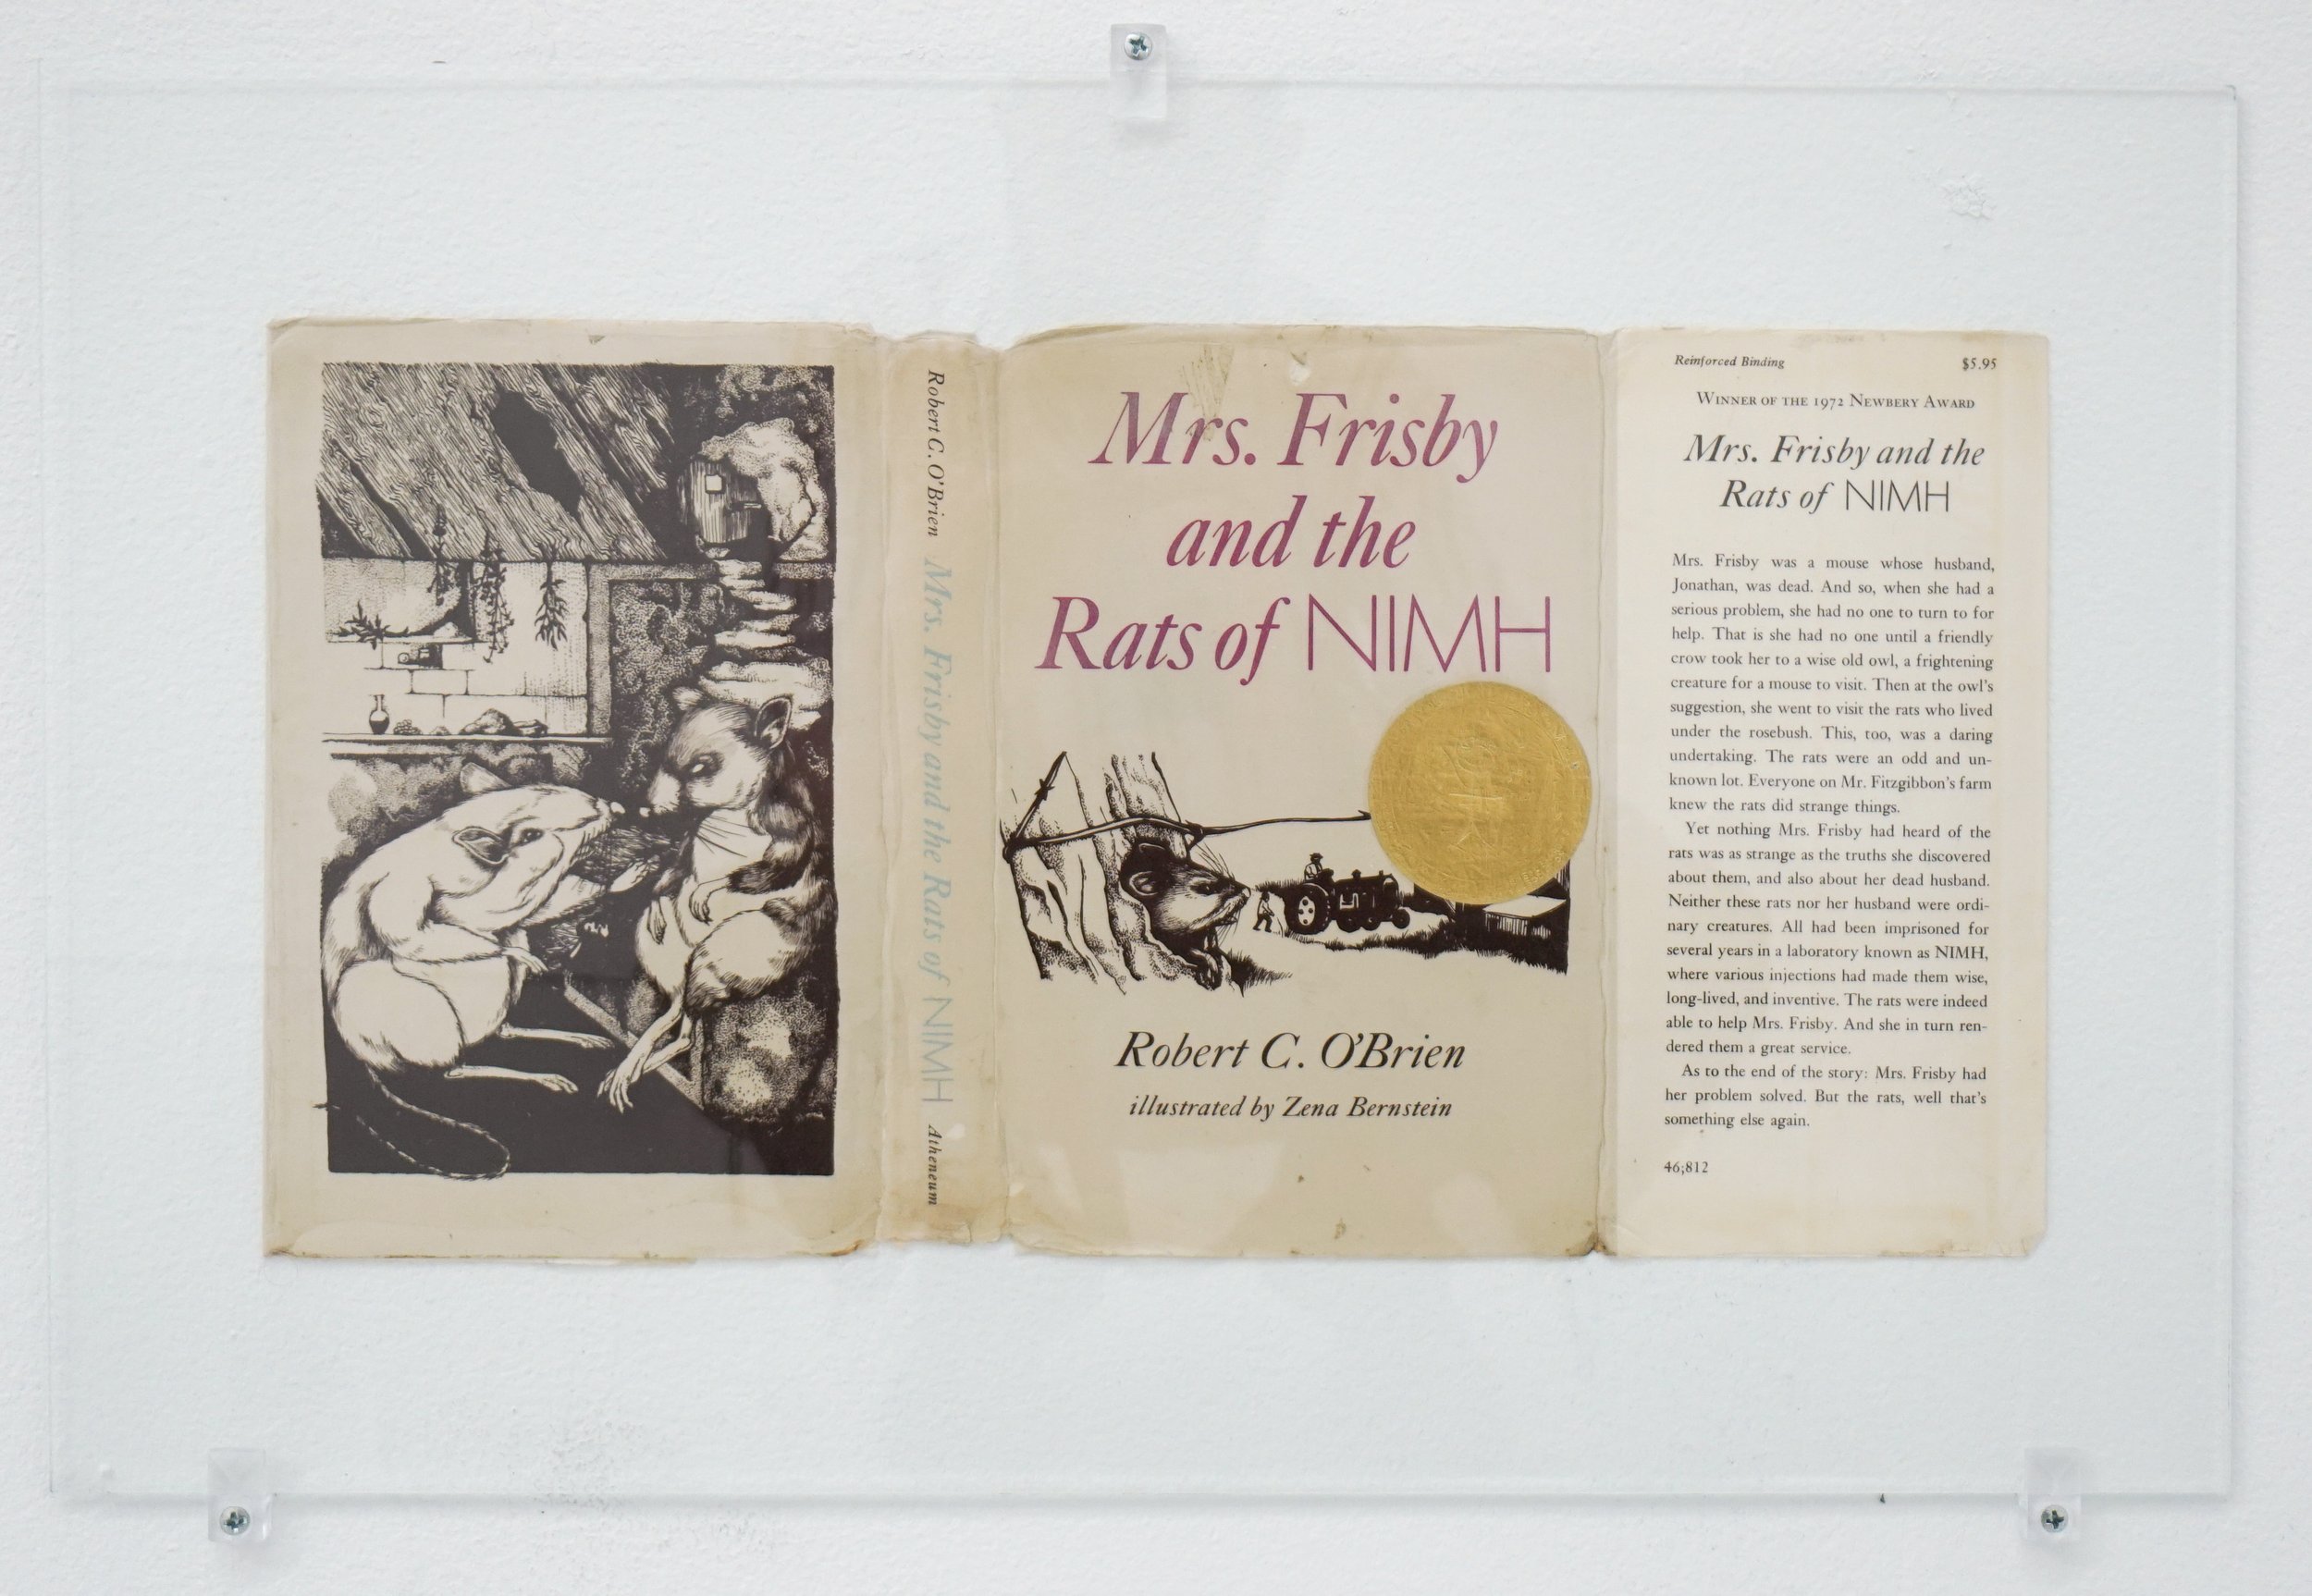 Robert C. O'Brien Mrs. Frisby and the Rats of NIMH Atheneum
Mrs. Frisby
and the
Rats of NIMH
Robert C. O'Brien
illustrated by Zena Bernstein
Reinforced Binding $5.95
WINNER OF THE 1972 NEWBERY AWARD
Mrs. Frisby and the
Rats of NIMH
Mrs. Frisby was a mouse whose husband,
Jonathan, was dead. And so, when she had a
serious problem, she had no one to turn to for
help. That is she had no one until a friendly
crow took her to a wise old owl, a frightening
creature for a mouse to visit. Then at the owl's
suggestion, she went to visit the rats who lived
under the rosebush. This, too, was a daring
undertaking. The rats were an odd and un-
known lot. Everyone on Mr. Fitzgibbon's farm
knew the rats did strange things.
Yet nothing Mrs. Frisby had heard of the
rats was as strange as the truths she discovered
about them, and also about her dead husband.
Neither these rats nor her husband were ordi-
nary creatures. All had been imprisoned for
several years in a laboratory known as NIMH,
where various injections had made them wise,
long-lived, and inventive. The rats were indeed
able to help Mrs. Frisby. And she in turn ren-
dered them a great service.
As to the end of the story: Mrs. Frisby had
her problem solved. But the rats, well that's
something else again.
46;812